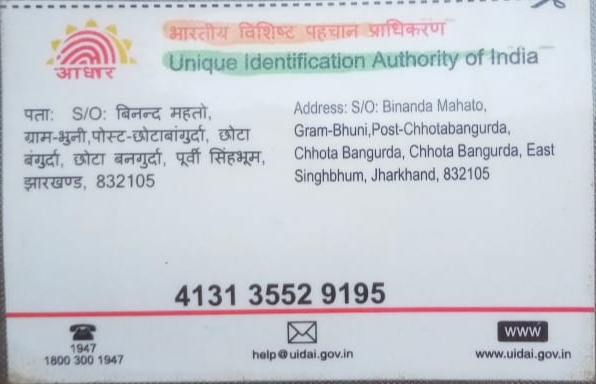 भारतीय विशिष्ट पहचान प्राधिकरण
Unique Identification Authority of India
आधार
पता: S/O: बिनन्द महतो,
ग्राम-भुनी,पोस्ट-छोटाबांगुर्दा, छोटा
बंगुर्दा, छोटा बनगुर्दा, पूर्वी सिंहभूम,
झारखण्ड, 832105
Address: S/O: Binanda Mahato,
Gram-Bhuni,Post-Chhotabangurda,
Chhota Bangurda, Chhota Bangurda, East
Singhbhum, Jharkhand, 832105
4131 3552 9195
1947
1800 300 1947
help@uidai.gov.in
www
www.uidai.gov.in